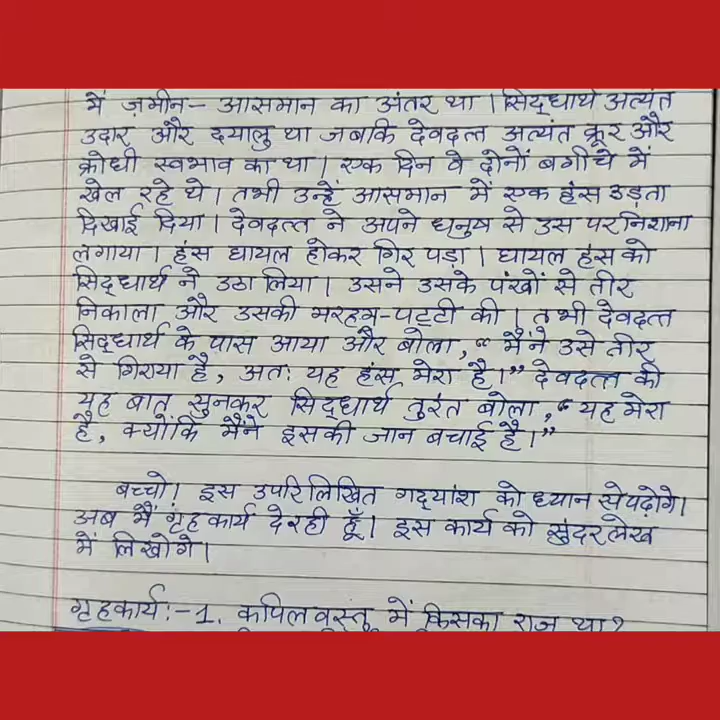 में ज़मीन- आसमान का अंतर था । सिद्धार्थ अत्यंत
उदार और दयालु था जबकि देवदत्त अत्यंत क्रूर और
क्रोधी स्वभाव का था । एक दिन वे दोनों बगीचे में
खेल रहे थे । तभी उन्हें आसमान में एक हंस उड़ता
दिखाई दिया । देवदत्त ने अपने धनुष से उस पर निशाना
लगाया । हंस घायल होकर गिर पड़ा । घायल हंस को
सिद्धार्थ ने उठा लिया । उसने उसके पंखों से तीर
निकाला और उसकी मरहम-पट्टी की । तभी देवदत्त
सिद्धार्थ के पास आया और बोला, “ मैंने उसे तीर
से गिराया है, अतः यह हंस मेरा है ।” देवदत्त की
यह बात सुनकर सिद्धार्थ तुरंत बोला, “ यह मेरा
है, क्योंकि मैंने इसकी जान बचाई है ।”
बच्चो । इस उपरिलिखित गद्यांश को ध्यान से पढ़ोगे ।
अब मैं गृहकार्य दे रही हूँ । इस कार्य को सुंदर लेख
में लिखोगे ।
गृहकार्य :- 1. कपिलवस्तु में किसका राज था ?